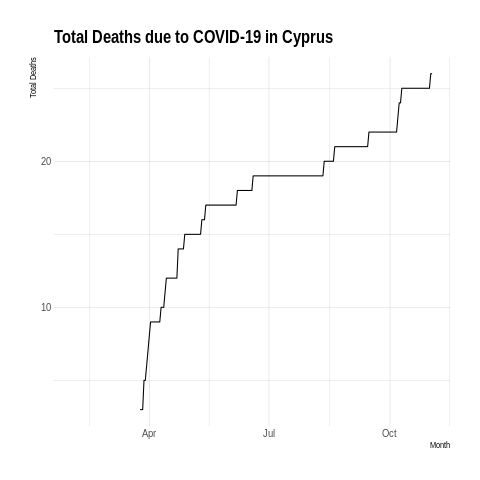 Total Deaths due to COVID-19 in Cyprus
Total Deaths
20
10
Apr Jul Oct
Month